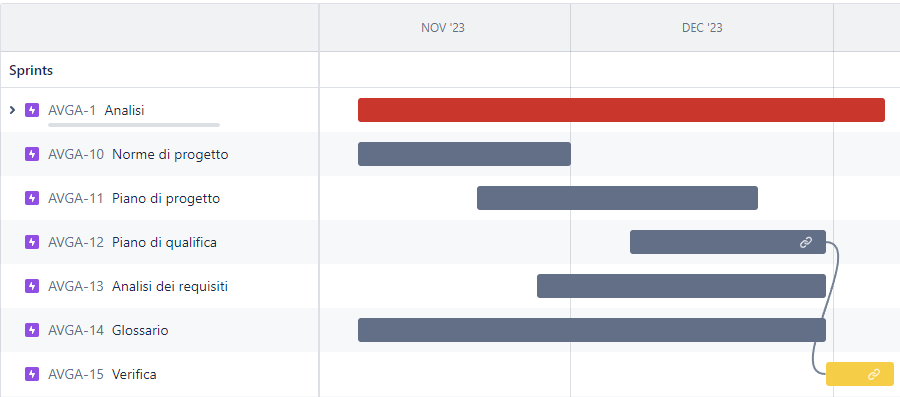 NOV '23 DEC '23
Sprints
AVGA-1 Analisi
AVGA-10 Norme di progetto
AVGA-11 Piano di progetto
AVGA-12 Piano di qualifica
AVGA-13 Analisi dei requisiti
AVGA-14 Glossario
AVGA-15 Verifica